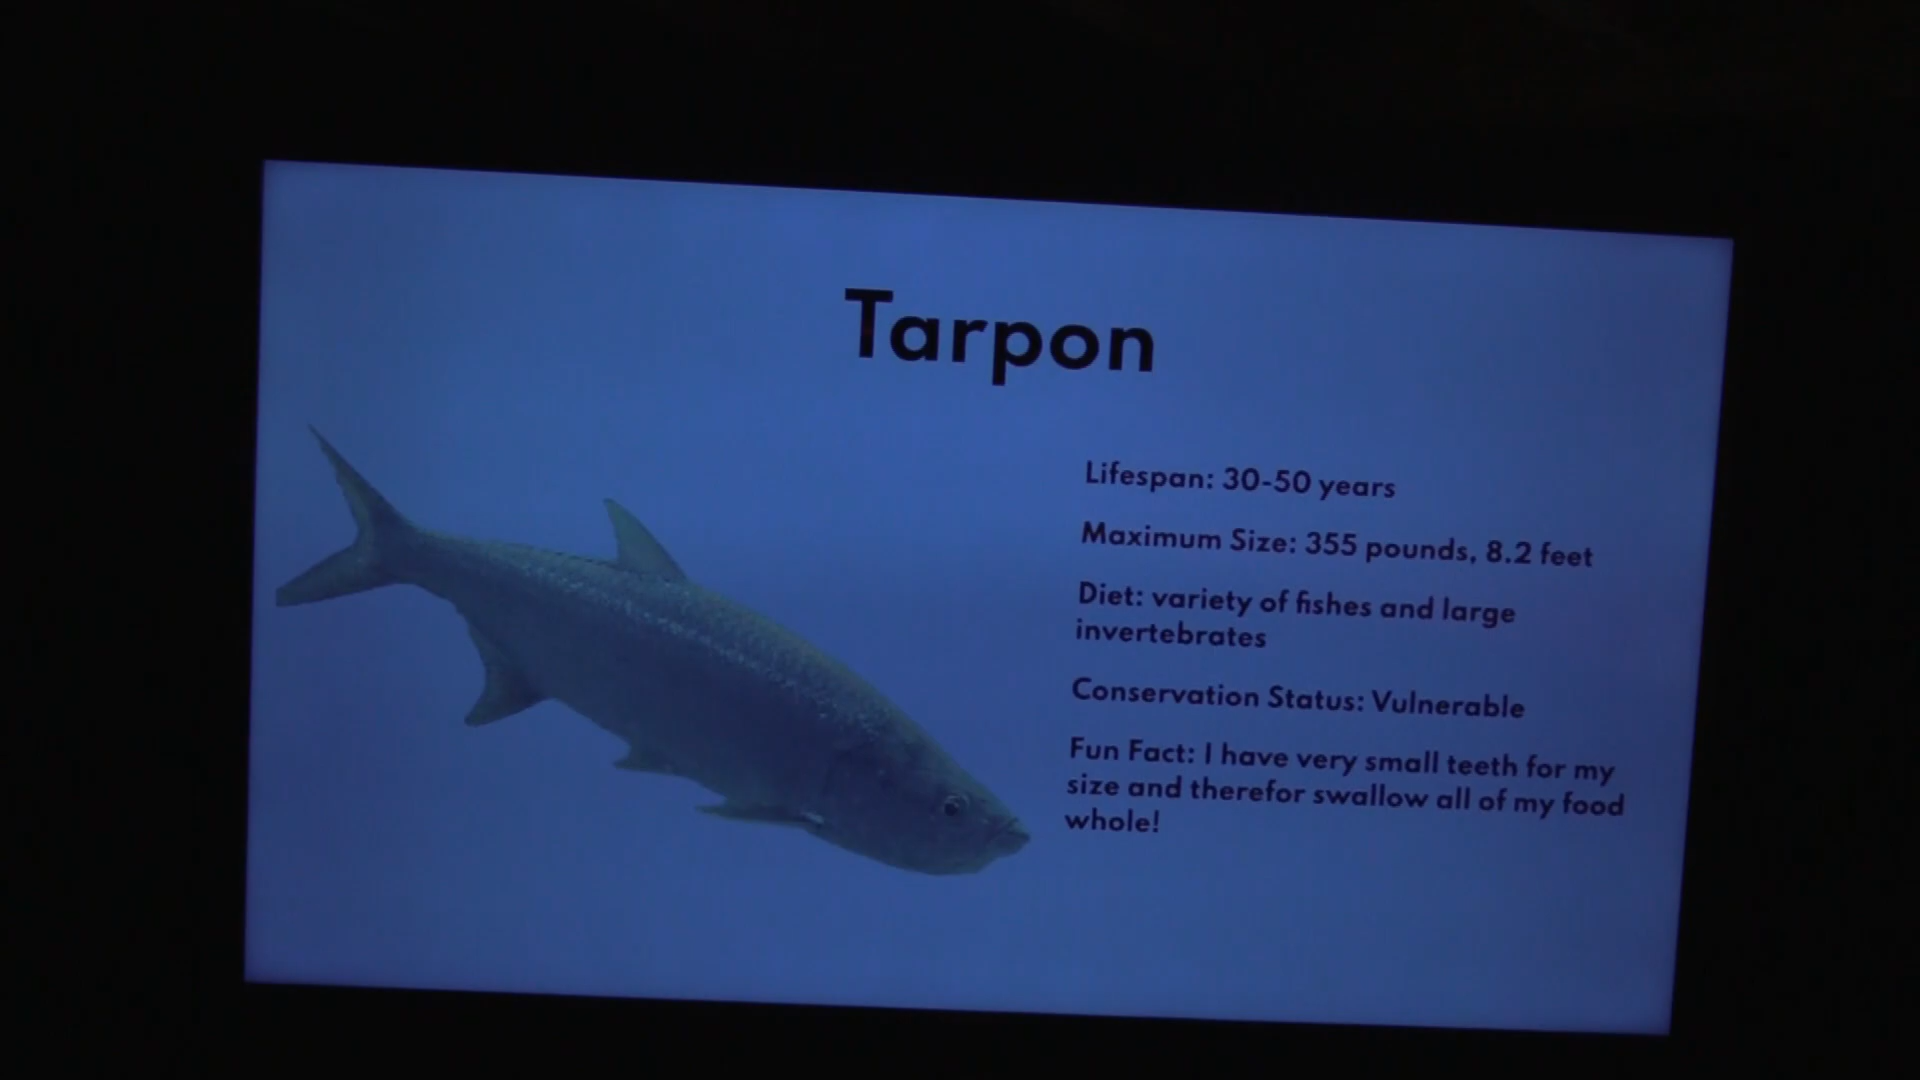 Tarpon
Lifespan: 30-50 years
Maximum Size: 355 pounds, 8.2 feet
Diet: variety of fishes and large
invertebrates
Conservation Status: Vulnerable
Fun Fact: I have very small teeth for my
size and therefor swallow all of my food
whole!